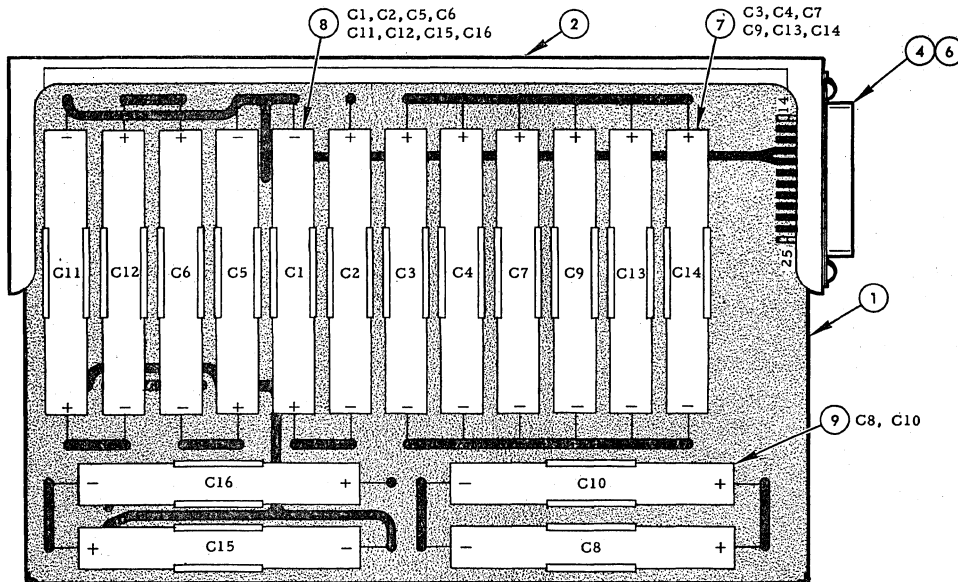 8 C1, C2, C5, C6
C11, C12, C15, C16
2
7 C3, C4, C7
C9, C13, C14
4 6
14
− + + − − + + + + + + +
C11 C12 C6 C5 C1 C2 C3 C4 C7 C9 C13 C14
25
1
+ − − + + − − − − − − −
9 C8, C10
− C16 +
− C10 +
+ C15 −
− C8 +